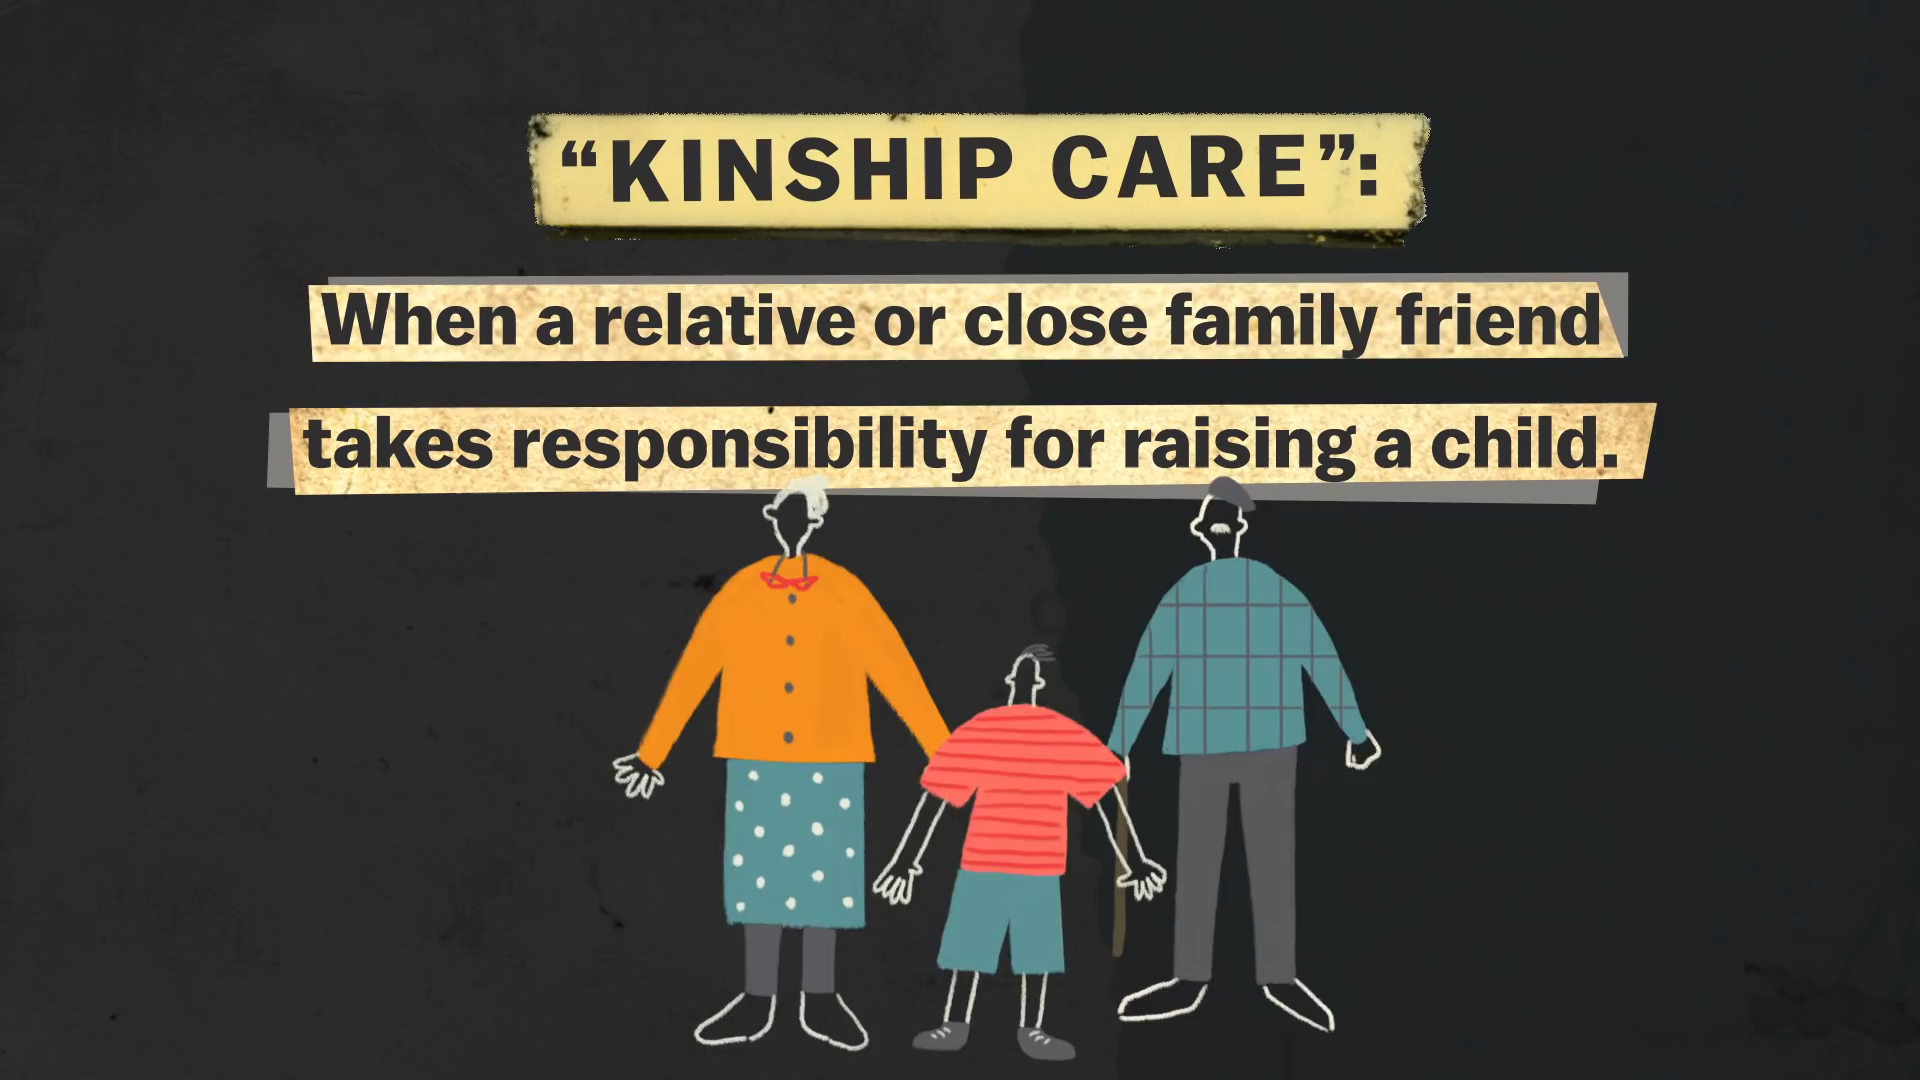 “KINSHIP CARE”:
When a relative or close family friend
takes responsibility for raising a child.